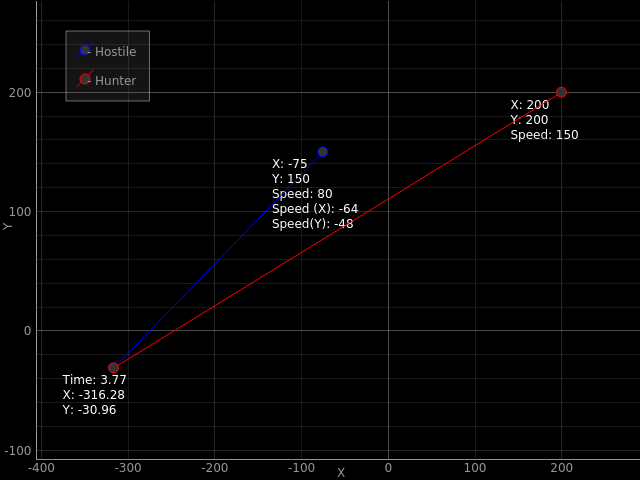 - Hostile
- Hunter
X: 200
Y: 200
Speed: 150
X: -75
Y: 150
Speed: 80
Speed (X): -64
Speed(Y): -48
Time: 3.77
X: -316.28
Y: -30.96
200
100
0
-100
Y
-400
-300
-200
-100
0
100
200
X